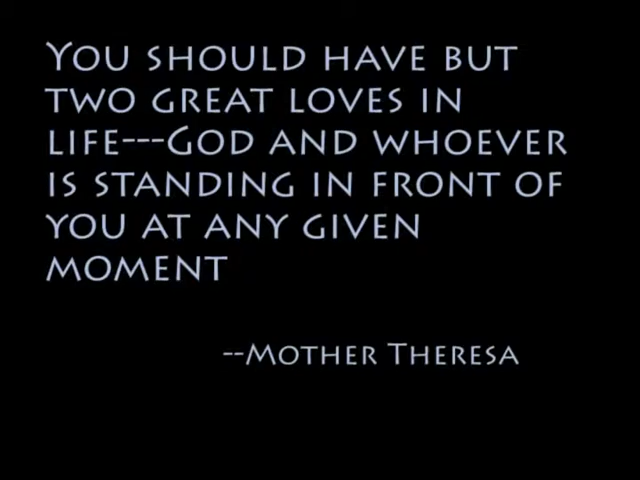 You should have but
two great loves in
life---God and whoever
is standing in front of
you at any given
moment
--Mother Theresa